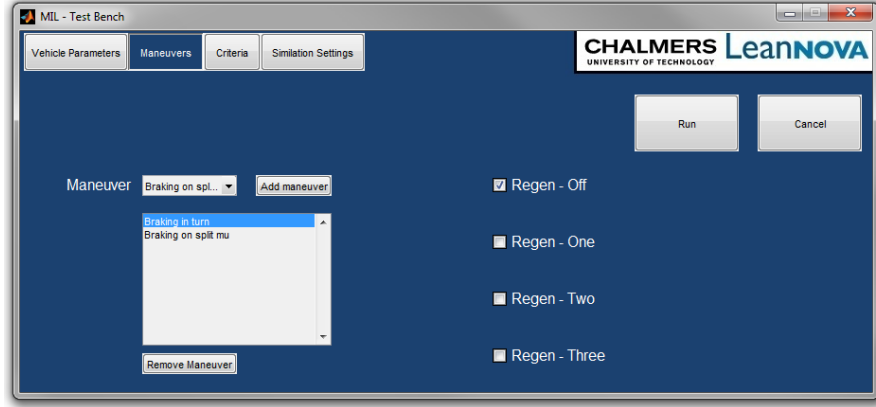 MIL - Test Bench
Vehicle Parameters
Maneuvers
Criteria
Similation Settings
CHALMERS
UNIVERSITY OF TECHNOLOGY
LeanNOVA
Run
Cancel
Maneuver
Braking on spl...
Add maneuver
Braking in turn
Braking on split mu
Remove Maneuver
Regen - Off
Regen - One
Regen - Two
Regen - Three